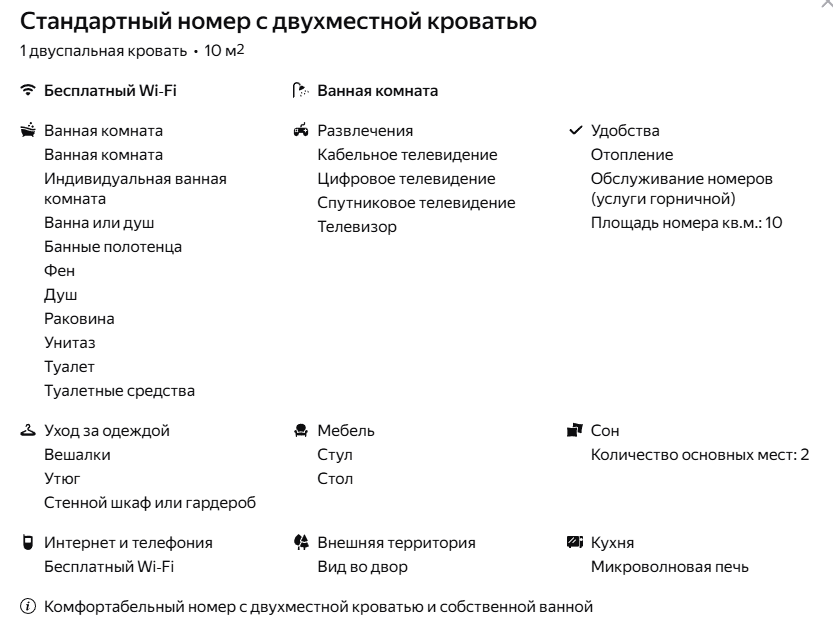 Стандартный номер с двухместной кроватью
1 двуспальная кровать • 10 м2
Бесплатный Wi-Fi
Ванная комната
Ванная комната
Ванная комната
Индивидуальная ванная
комната
Ванна или душ
Банные полотенца
Фен
Душ
Раковина
Унитаз
Туалет
Туалетные средства
Развлечения
Кабельное телевидение
Цифровое телевидение
Спутниковое телевидение
Телевизор
Удобства
Отопление
Обслуживание номеров
(услуги горничной)
Площадь номера кв.м.: 10
Уход за одеждой
Вешалки
Утюг
Стенной шкаф или гардероб
Мебель
Стул
Стол
Сон
Количество основных мест: 2
Интернет и телефония
Бесплатный Wi-Fi
Внешняя территория
Вид во двор
Кухня
Микроволновая печь
Комфортабельный номер с двухместной кроватью и собственной ванной